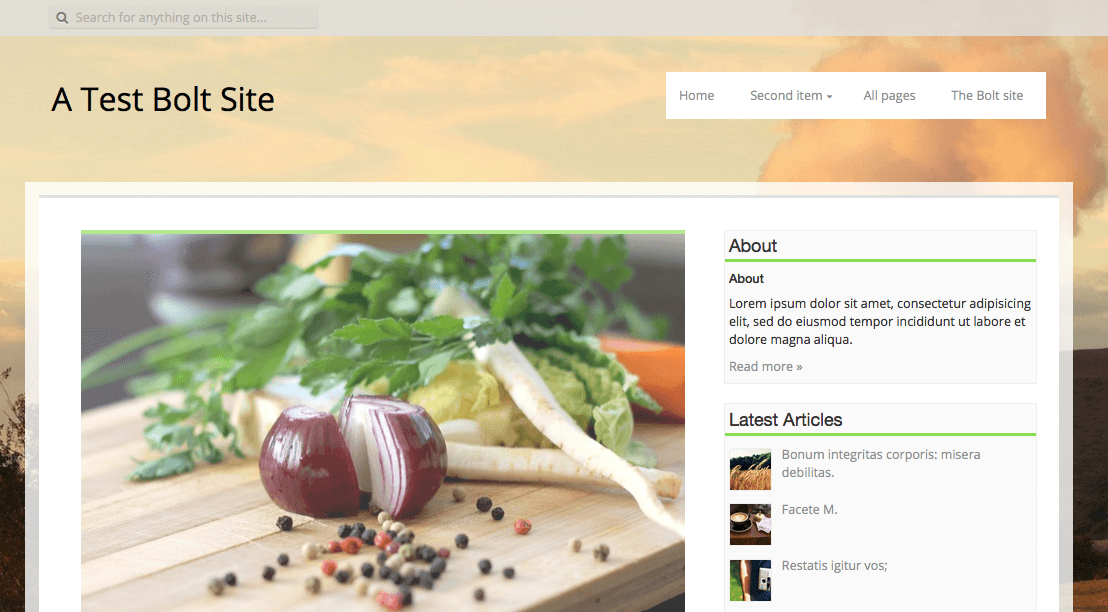 Search for anything on this site...
A Test Bolt Site
Home
Second item
All pages
The Bolt site
About
About
Lorem ipsum dolor sit amet, consectetur adipisicing
elit, sed do eiusmod tempor incididunt ut labore et
dolore magna aliqua.
Read more »
Latest Articles
Bonum integritas corporis: misera
debilitas.
Facete M.
Restatis igitur vos;